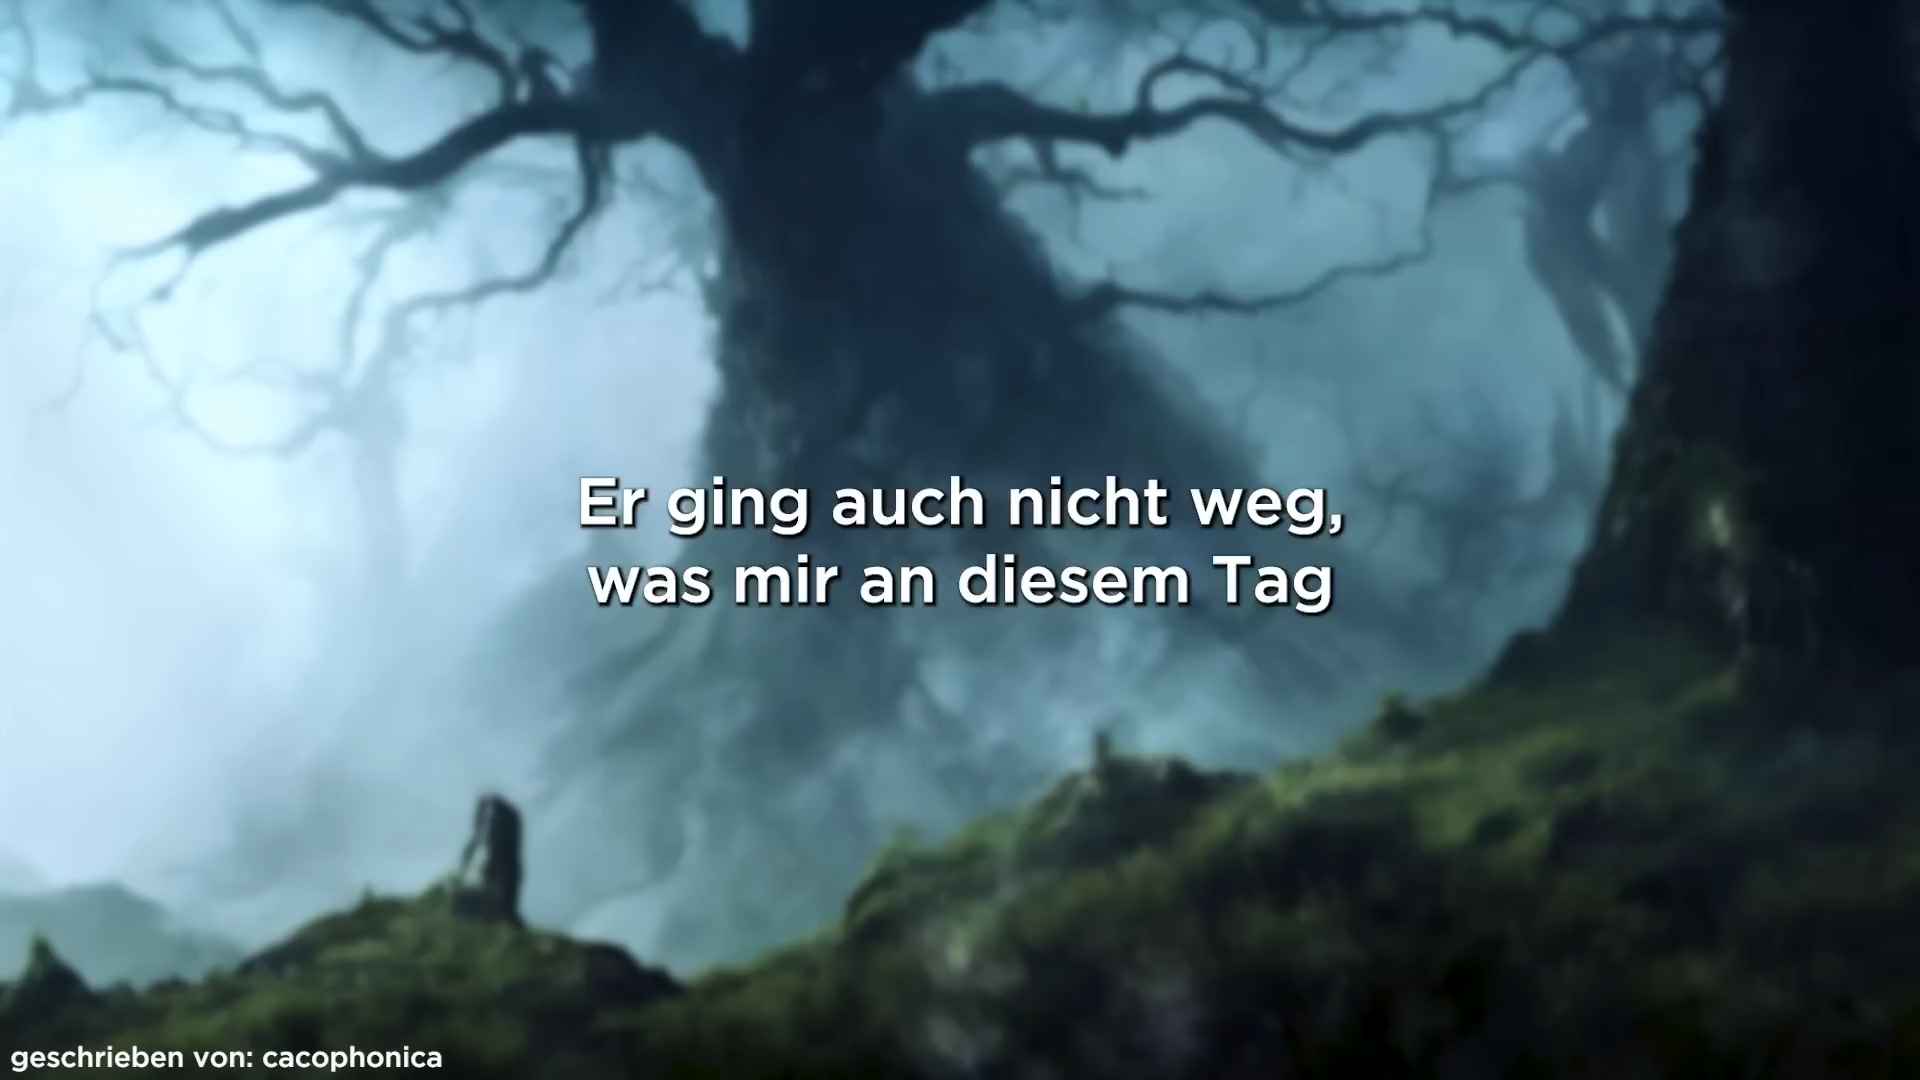 Er ging auch nicht weg,
was mir an diesem Tag
geschrieben von: cacophonica